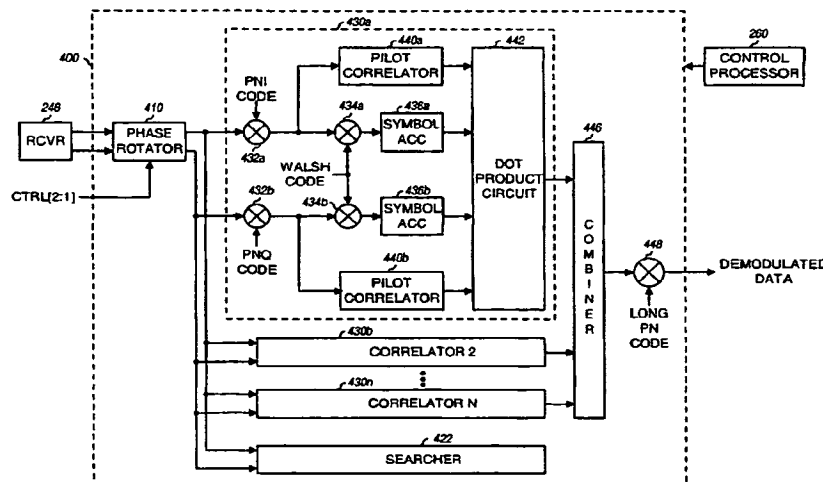 430a
400
440a
442
260
PILOT
CORRELATOR
CONTROL
PROCESSOR
PNI
CODE
248
410
434a
436a
446
RCVR
PHASE
ROTATOR
SYMBOL
ACC
432a
DOT
PRODUCT
CIRCUIT
WALSH
CODE
CTRL[2:1]
432b
434b
436b
SYMBOL
ACC
COMBINER
448
PNQ
CODE
440b
DEMODULATED
DATA
PILOT
CORRELATOR
LONG
PN
CODE
430b
CORRELATOR 2
430n
CORRELATOR N
422
SEARCHER